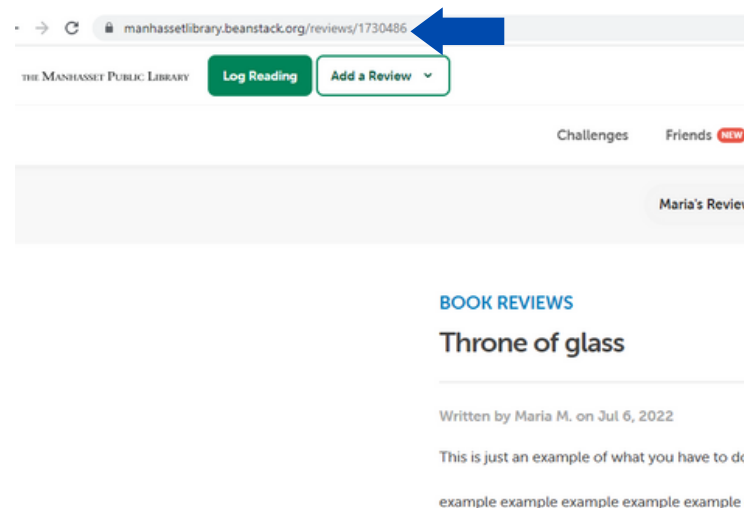 manhassetlibrary.beanstack.org/reviews/1730486
THE MANHASSET PUBLIC LIBRARY Log Reading Add a Review
Challenges Friends NEW
Maria's Review
BOOK REVIEWS
Throne of glass
Written by Maria M. on Jul 6, 2022
This is just an example of what you have to do
example example example example example